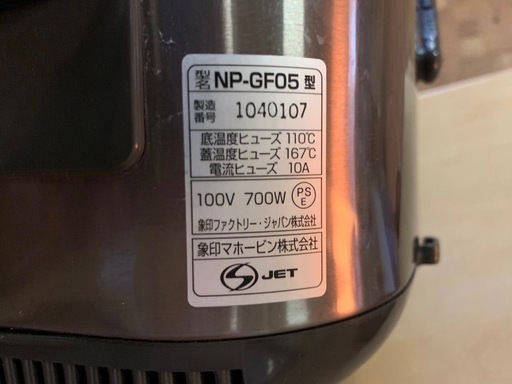 型名 NP-GF05 型
製造番号 1040107
底温度ヒューズ 110℃
蓋温度ヒューズ 167℃
電流ヒューズ 10A
100V 700W PSE
象印ファクトリー・ジャパン株式会社
象印マホービン株式会社
JET